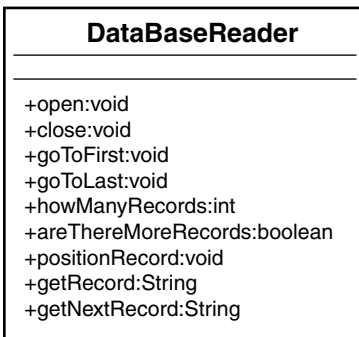 DataBaseReader
+open:void
+close:void
+goToFirst:void
+goToLast:void
+howManyRecords:int
+areThereMoreRecords:boolean
+positionRecord:void
+getRecord:String
+getNextRecord:String